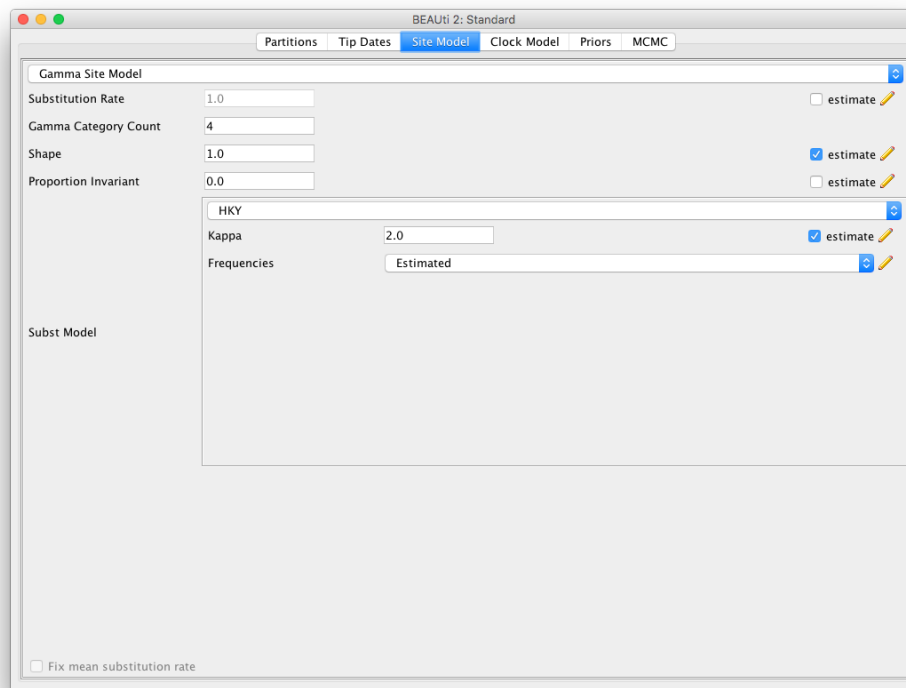 BEAUti 2: Standard
Partitions Tip Dates Site Model Clock Model Priors MCMC
Gamma Site Model
Substitution Rate 1.0 estimate
Gamma Category Count 4
Shape 1.0 estimate
Proportion Invariant 0.0 estimate
HKY
Kappa 2.0 estimate
Frequencies Estimated
Subst Model
Fix mean substitution rate